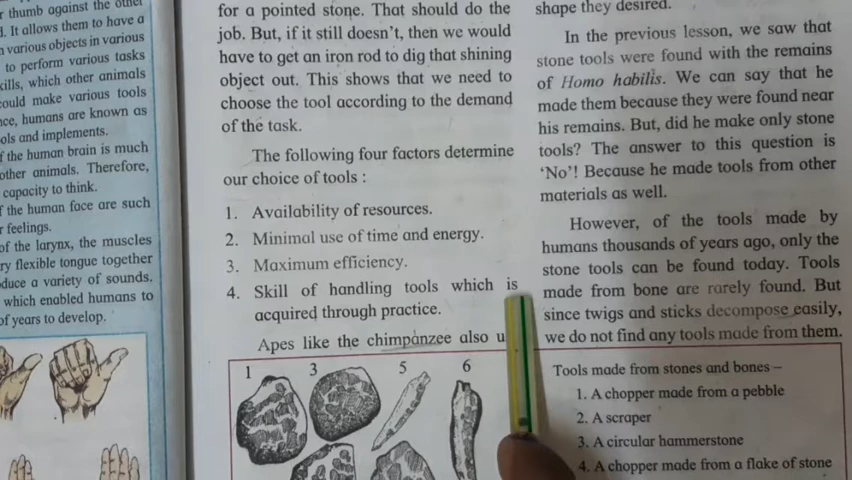 r thumb against the other
d. It allows them to have a
various objects in various
to perform various tasks
kills, which other animals
could make various tools
nce, humans are known as
ols and implements.
f the human brain is much
other animals. Therefore,
capacity to think.
f the human face are such
r feelings.
of the larynx, the muscles
ry flexible tongue together
oduce a variety of sounds.
which enabled humans to
of years to develop.
for a pointed stone. That should do the
job. But, if it still doesn't, then we would
have to get an iron rod to dig that shining
object out. This shows that we need to
choose the tool according to the demand
of the task.
The following four factors determine
our choice of tools :
1. Availability of resources.
2. Minimal use of time and energy.
3. Maximum efficiency.
4. Skill of handling tools which is
acquired through practice.
Apes like the chimpanzee also u
1 3 5 6
shape they desired.
In the previous lesson, we saw that
stone tools were found with the remains
of Homo habilis. We can say that he
made them because they were found near
his remains. But, did he make only stone
tools? The answer to this question is
'No'! Because he made tools from other
materials as well.
However, of the tools made by
humans thousands of years ago, only the
stone tools can be found today. Tools
made from bone are rarely found. But
since twigs and sticks decompose easily,
we do not find any tools made from them.
Tools made from stones and bones –
1. A chopper made from a pebble
2. A scraper
3. A circular hammerstone
4. A chopper made from a flake of stone